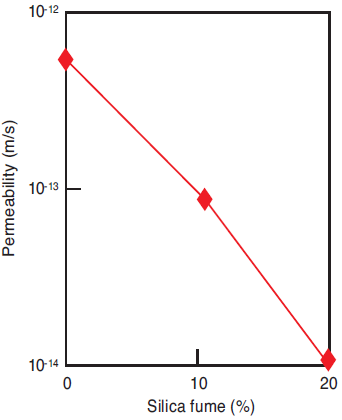 10-12
10-13
10-14
Permeability (m/s)
0 10 20
Silica fume (%)